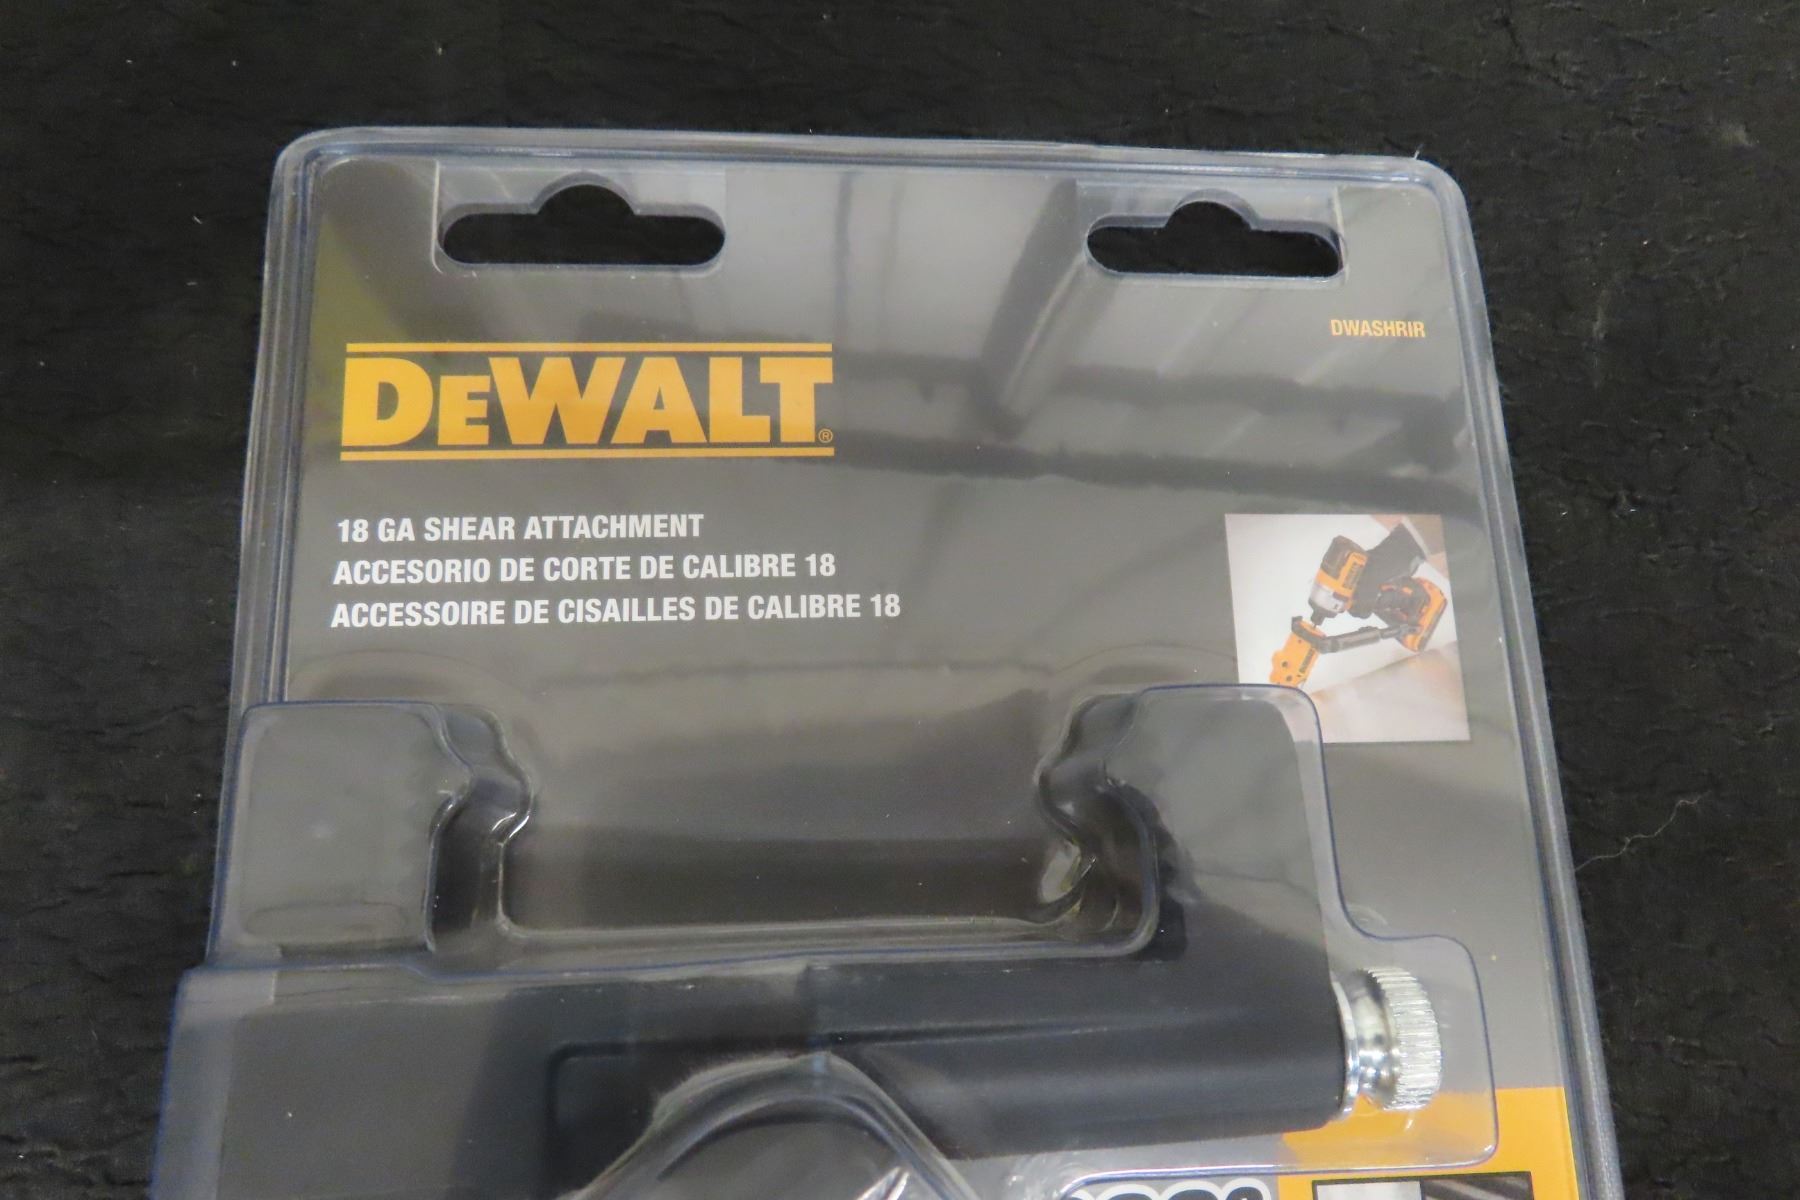 DWASHRIR
DEWALT®
18 GA SHEAR ATTACHMENT
ACCESORIO DE CORTE DE CALIBRE 18
ACCESSOIRE DE CISAILLES DE CALIBRE 18